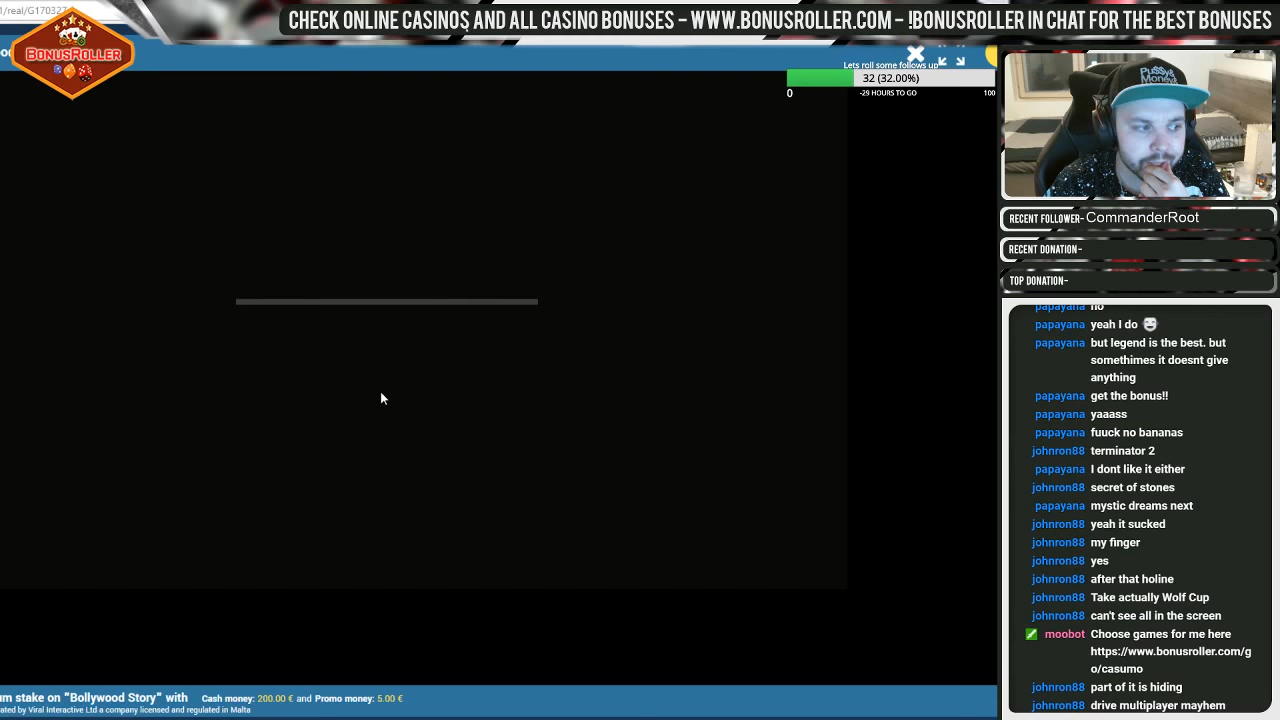 1/real/G170327
CHECK ONLINE CASINOS AND ALL CASINO BONUSES - WWW.BONUSROLLER.COM - !BONUSROLLER IN CHAT FOR THE BEST BONUSES
BONUSROLLER
Lets roll some follows up
32 (32.00%)
0
-29 HOURS TO GO
100
RECENT FOLLOWER- CommanderRoot
RECENT DONATION-
TOP DONATION-
papayana no
papayana yeah I do
papayana but legend is the best. but
somethimes it doesnt give
anything
papayana get the bonus!!
papayana yaaass
papayana fuuck no bananas
johnron88 terminator 2
papayana I dont like it either
johnron88 secret of stones
papayana mystic dreams next
johnron88 yeah it sucked
johnron88 my finger
johnron88 yes
johnron88 after that holine
johnron88 Take actually Wolf Cup
johnron88 can't see all in the screen
moobot Choose games for me here
https://www.bonusroller.com/g
o/casumo
johnron88 part of it is hiding
johnron88 drive multiplayer mayhem
um stake on "Bollywood Story" with Cash money: 200.00 € and Promo money: 5.00 €
ated by Viral Interactive Ltd a company licensed and regulated in Malta